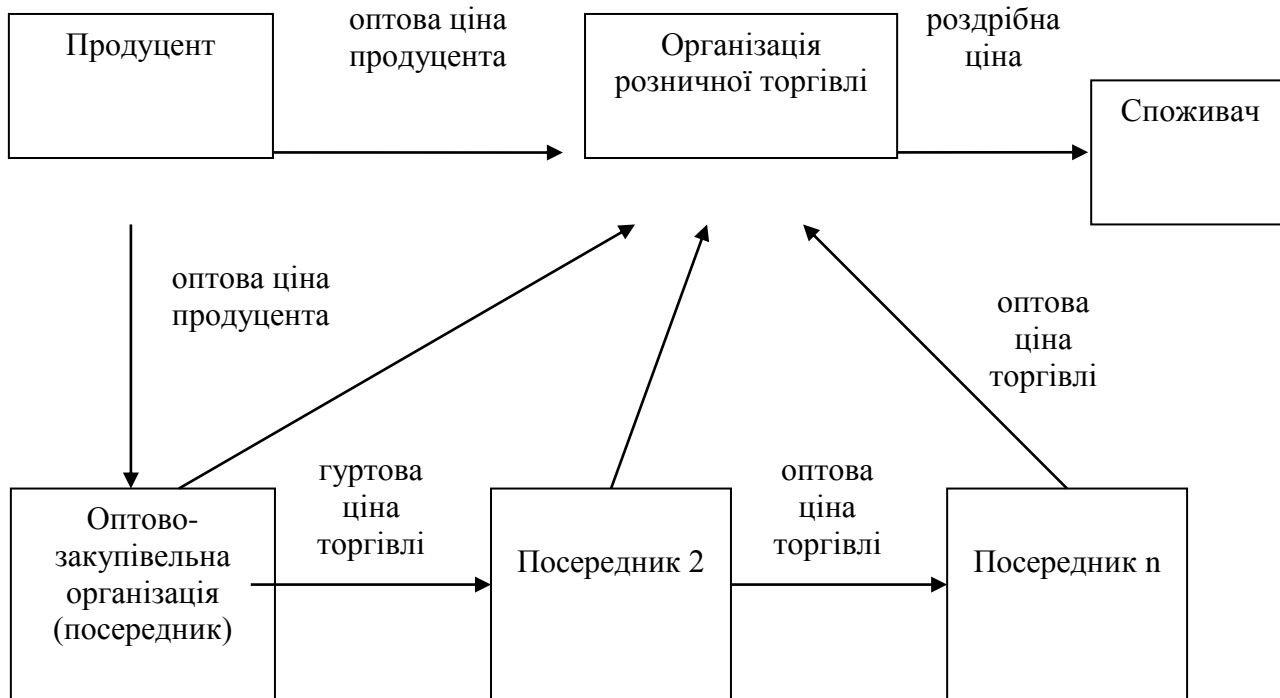 Продуцент
оптова ціна
продуцента
Організація
розничної торгівлі
роздрібна
ціна
Споживач
оптова ціна
продуцента
оптова
ціна
торгівлі
гуртова
ціна
торгівлі
оптова
ціна
торгівлі
Оптово-
закупівельна
організація
(посередник)
Посередник 2
Посередник n